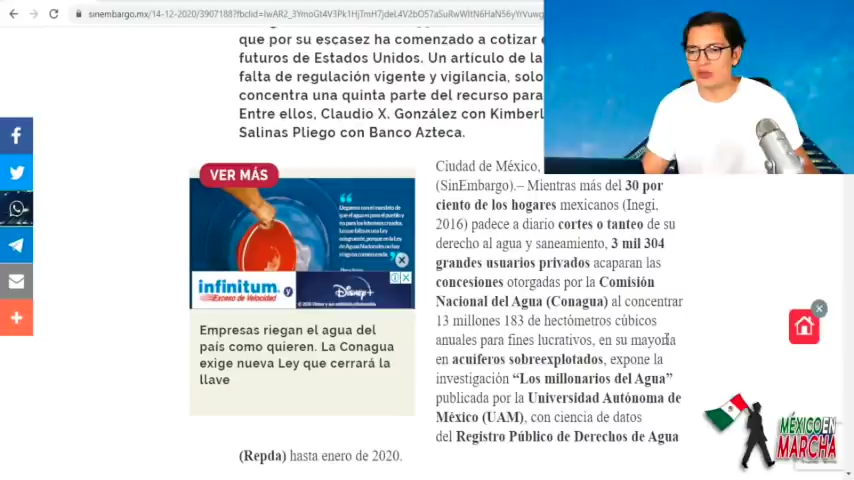 sinembargo.mx/14-12-2020/3907188?fbclid=
que por su escasez ha comenzado a cotizar
futuros de Estados Unidos. Un artículo de la
falta de regulación vigente y vigilancia, solo
concentra una quinta parte del recurso para
Entre ellos, Claudio X. González con Kimberl
Salinas Pliego con Banco Azteca.
VER MÁS
infinitum y
Exceso de Velocidad
Disney+
Empresas riegan el agua del
país como quieren. La Conagua
exige nueva Ley que cerrará la
llave
Ciudad de México,
(SinEmbargo).– Mientras más del 30 por
ciento de los hogares mexicanos (Inegi,
2016) padece a diario cortes o tanteo de su
derecho al agua y saneamiento, 3 mil 304
grandes usuarios privados acaparan las
concesiones otorgadas por la Comisión
Nacional del Agua (Conagua) al concentrar
13 millones 183 de hectómetros cúbicos
anuales para fines lucrativos, en su mayoría
en acuíferos sobreexplotados, expone la
investigación “Los millonarios del Agua”
publicada por la Universidad Autónoma de
México (UAM), con ciencia de datos
del Registro Público de Derechos de Agua
(Repda) hasta enero de 2020.
MÉXICO EN
MARCHA